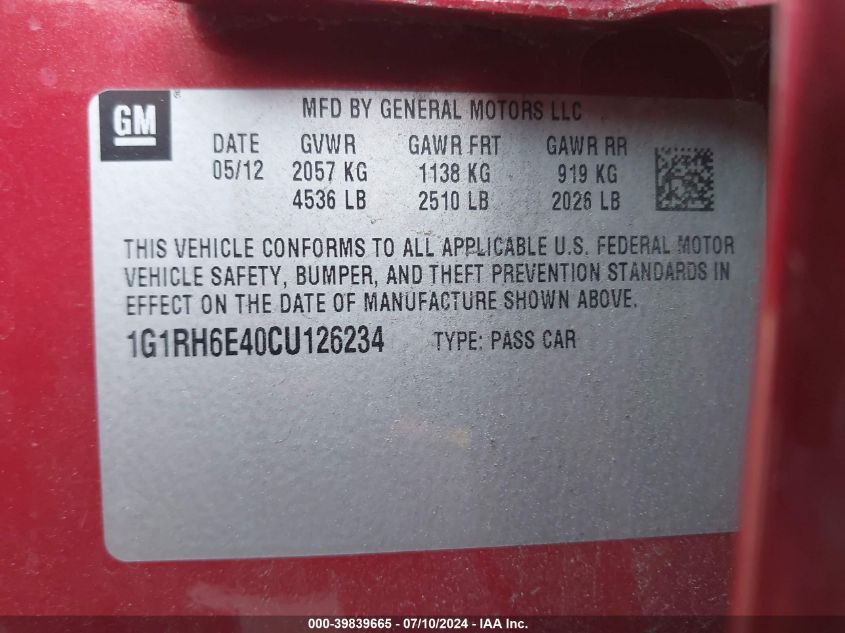 GM
MFD BY GENERAL MOTORS LLC
DATE GVWR GAWR FRT GAWR RR
05/12 2057 KG 1138 KG 919 KG
4536 LB 2510 LB 2026 LB
THIS VEHICLE CONFORMS TO ALL APPLICABLE U.S. FEDERAL MOTOR
VEHICLE SAFETY, BUMPER, AND THEFT PREVENTION STANDARDS IN
EFFECT ON THE DATE OF MANUFACTURE SHOWN ABOVE.
1G1RH6E40CU126234 TYPE: PASS CAR
000-39839665 - 07/10/2024 - IAA Inc.